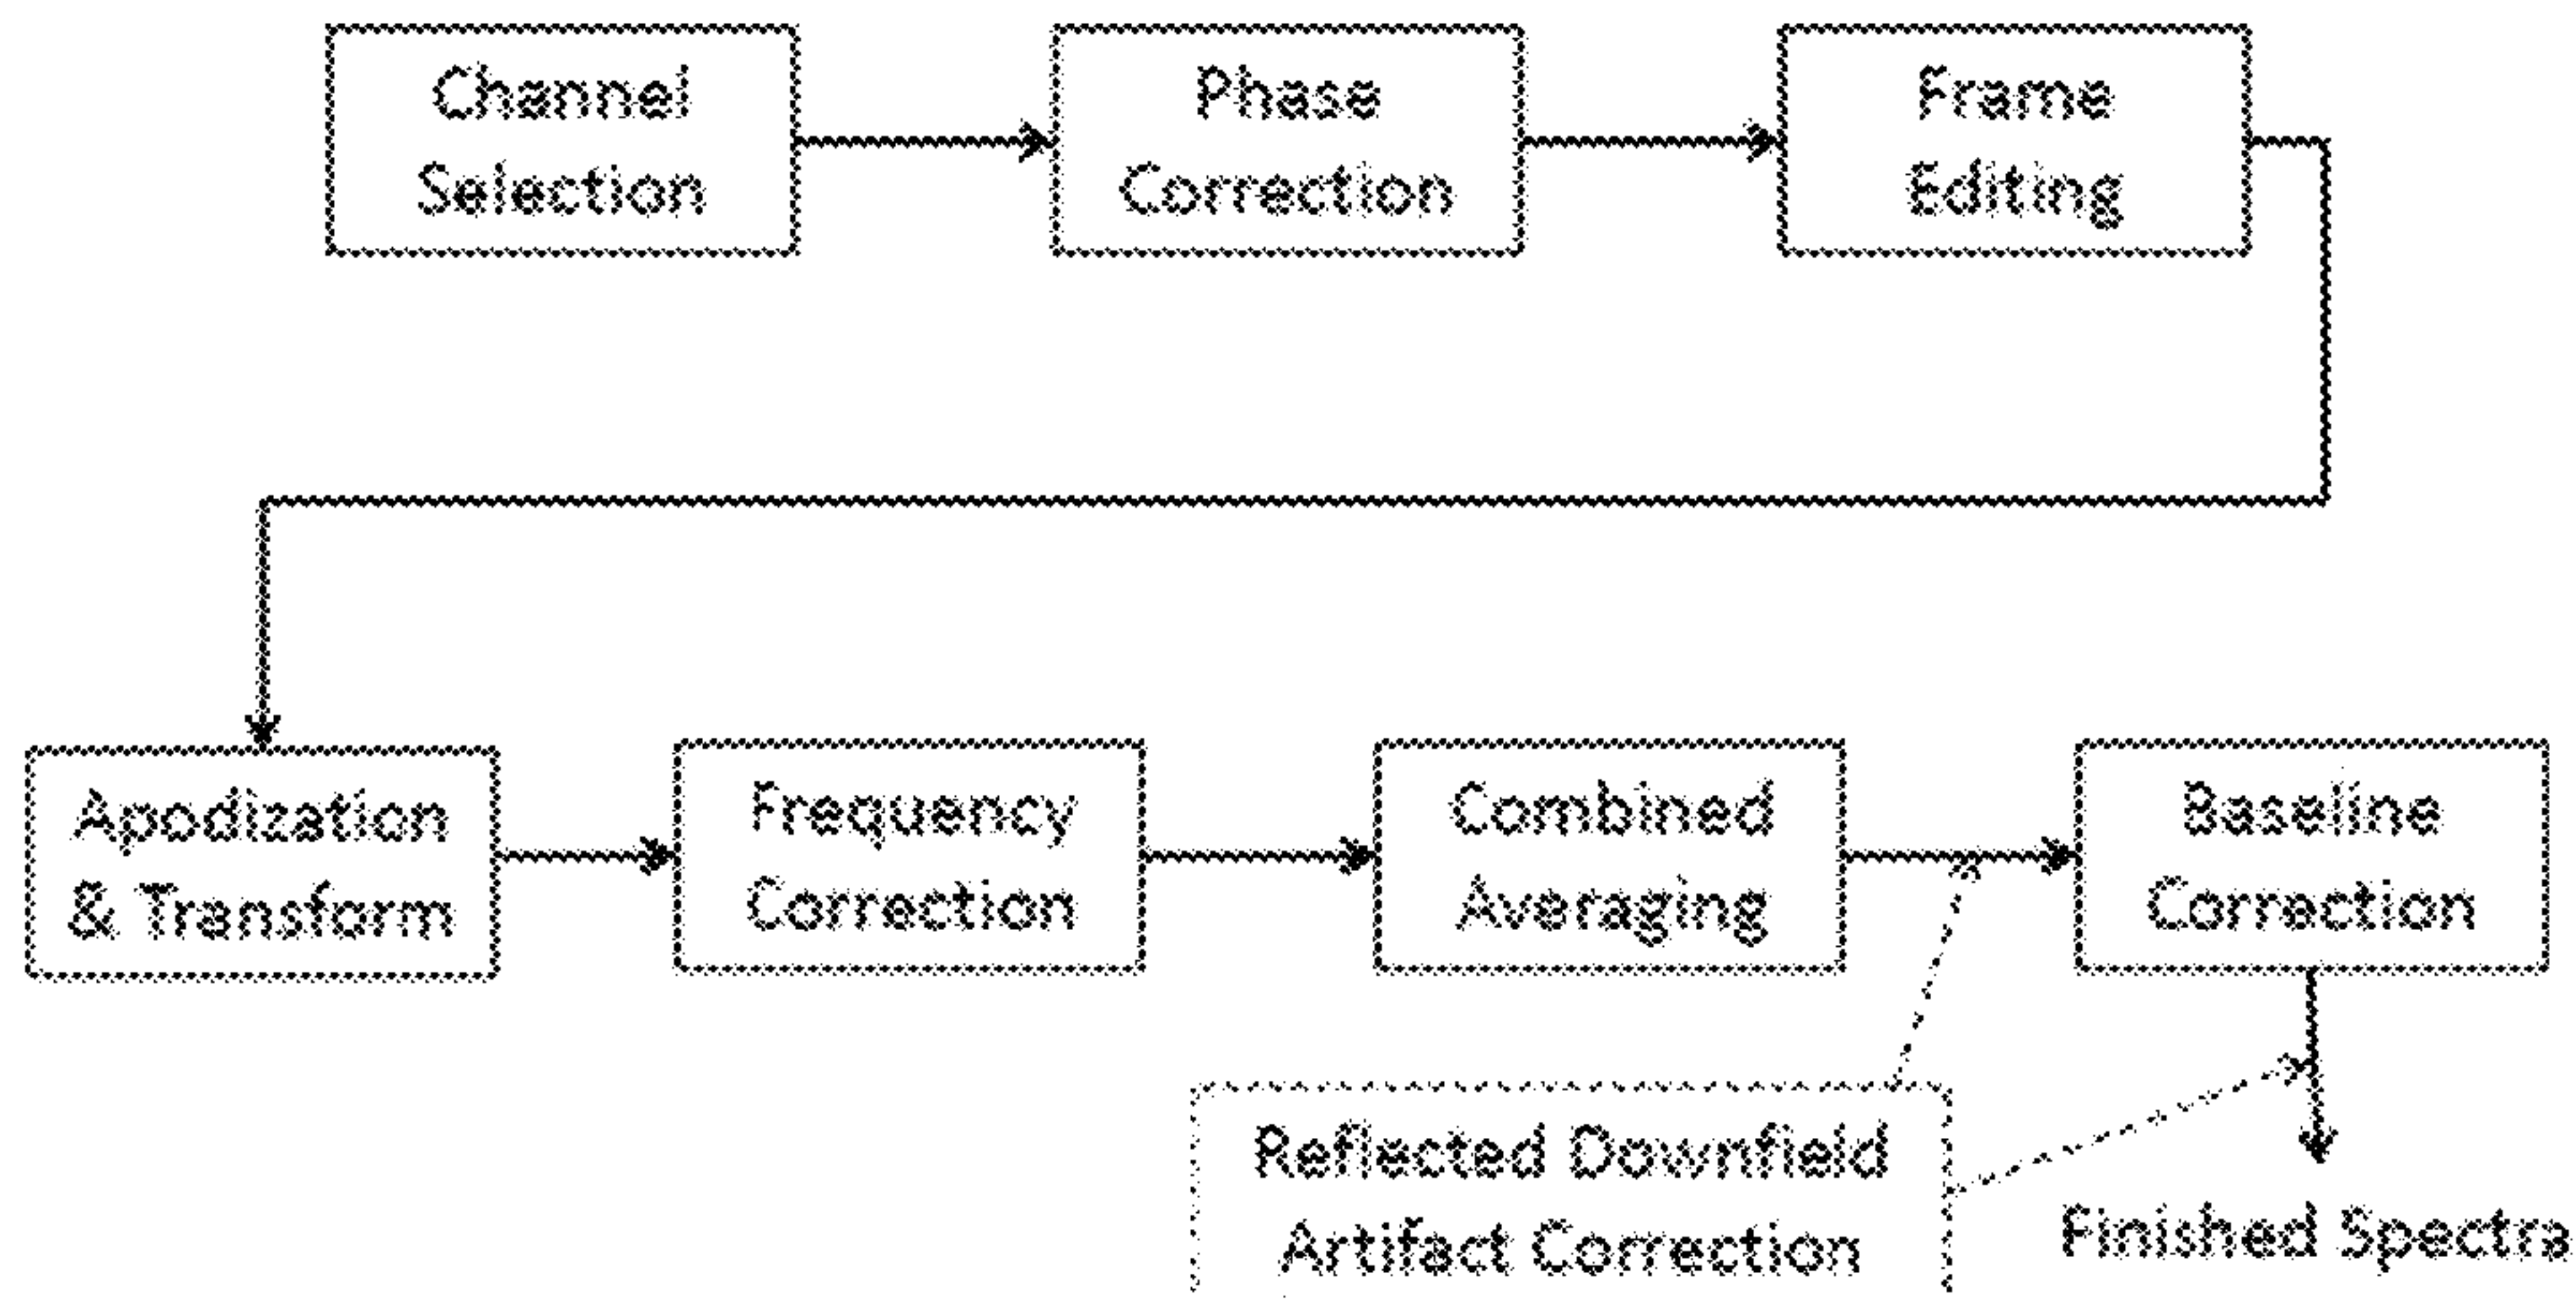 Channel
Selection
Phase
Correction
Frame
Editing
Apodization
& Transform
Frequency
Correction
Combined
Averaging
Baseline
Correction
Reflected Downfield
Artifact Correction
Finished Spectra